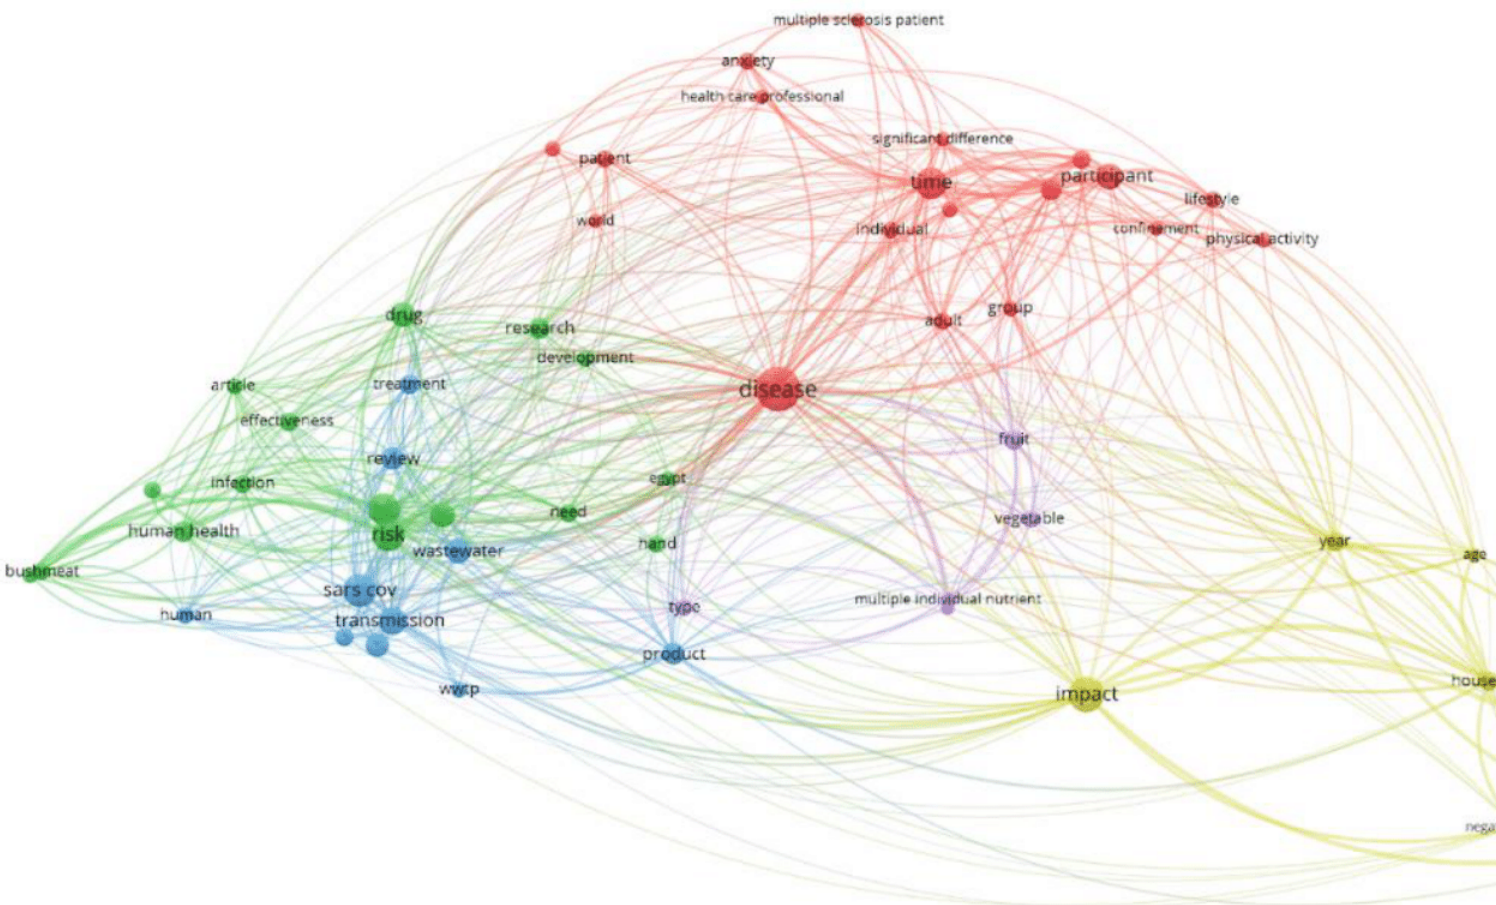 multiple sclerosis patient
anxiety
health care professional
significant difference
patient
participant
time
lifestyle
world
individual
confinement
physical activity
drug
group
adult
research
development
article
treatment
disease
effectiveness
fruit
review
infection
egypt
need
vegetable
human health
risk
year
hand
wastewater
age
bushmeat
sars cov
multiple individual nutrient
type
human
transmission
product
house
wwtp
impact
nega